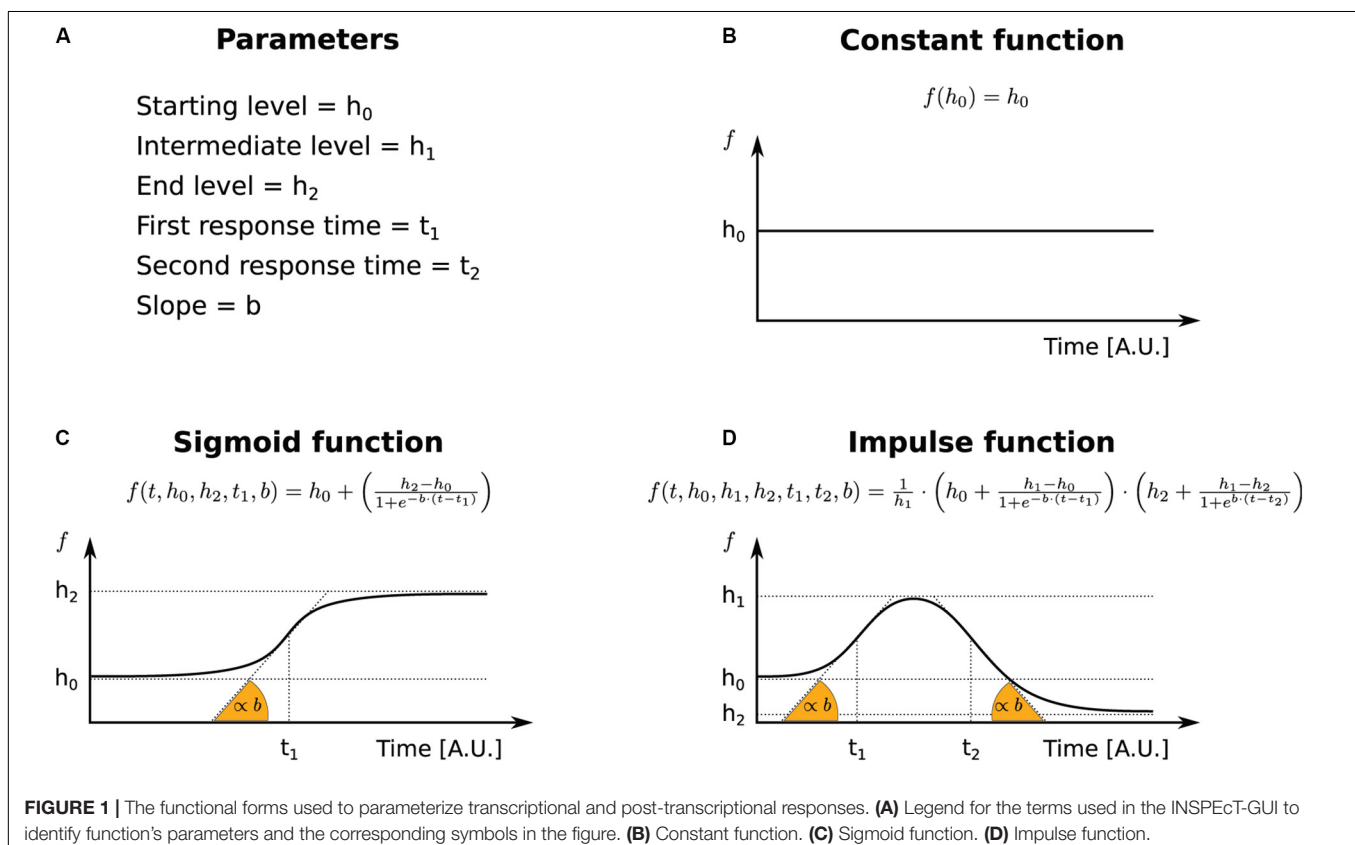 A
Parameters
Starting level = h₀
Intermediate level = h₁
End level = h₂
First response time = t₁
Second response time = t₂
Slope = b
B
Constant function
f(h₀) = h₀
f
h₀
Time [A.U.]
C
Sigmoid function
f(t, h₀, h₂, t₁, b) = h₀ + ( (h₂−h₀) / (1+e^{−b·(t−t₁)}) )
f
h₂
h₀
∝ b
t₁
Time [A.U.]
D
Impulse function
f(t, h₀, h₁, h₂, t₁, t₂, b) = 1/h₁ · ( h₀ + (h₁−h₀) / (1+e^{−b·(t−t₁)}) ) · ( h₂ + (h₁−h₂) / (1+e^{b·(t−t₂)}) )
f
h₁
h₀
h₂
∝ b
∝ b
t₁
t₂
Time [A.U.]
FIGURE 1 | The functional forms used to parameterize transcriptional and post-transcriptional responses. (A) Legend for the terms used in the INSPEcT-GUI to
identify function's parameters and the corresponding symbols in the figure. (B) Constant function. (C) Sigmoid function. (D) Impulse function.